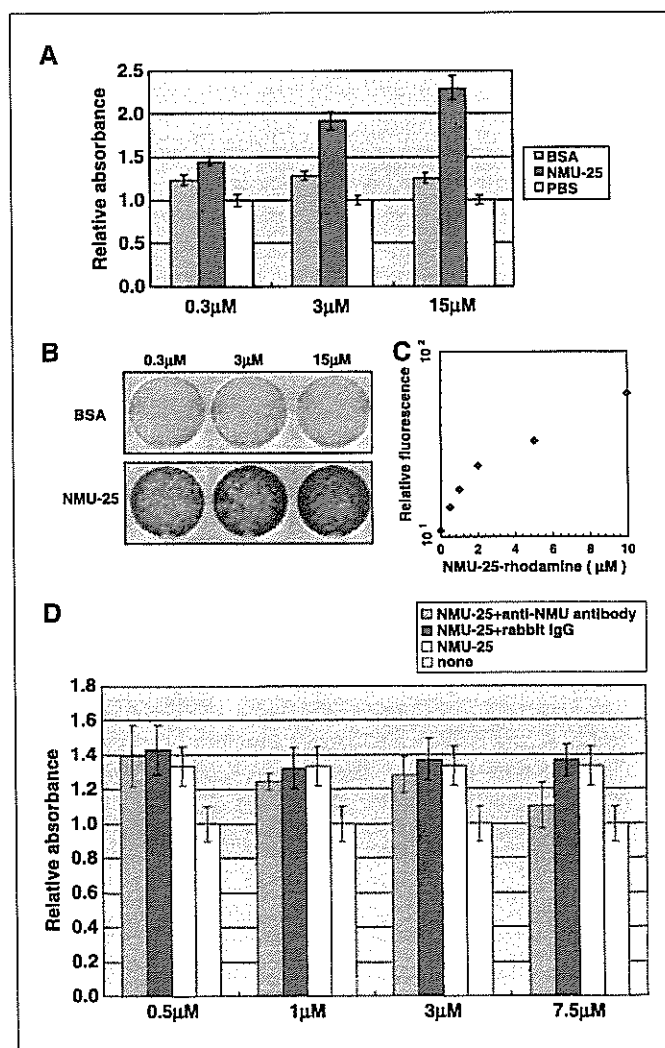 A
2.5
2.0
1.5
1.0
0.5
0.0
Relative absorbance
0.3μM 3μM 15μM
BSA
NMU-25
PBS
B
0.3μM 3μM 15μM
BSA
NMU-25
C
10²
10¹
Relative fluorescence
0 2 4 6 8 10
NMU-25-rhodamine ( μM )
D
NMU-25+anti-NMU antibody
NMU-25+rabbit IgG
NMU-25
none
1.8
1.6
1.4
1.2
1.0
0.8
0.6
0.4
0.2
0.0
Relative absorbance
0.5μM 1μM 3μM 7.5μM